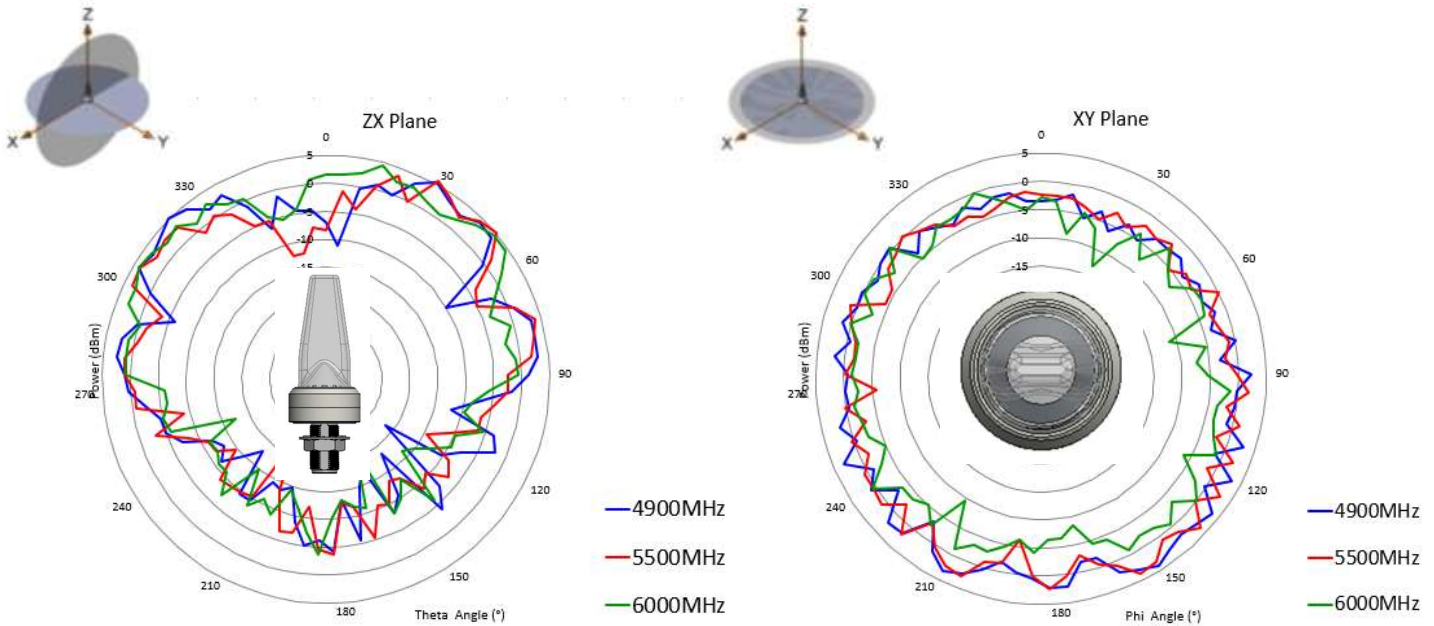 Z
X
Y
ZX Plane
0
5
0
-5
-10
-15
30
60
90
120
150
180
210
240
270
300
330
Power (dBm)
Theta Angle (°)
4900MHz
5500MHz
6000MHz
Z
X
Y
XY Plane
0
5
0
-5
-10
-15
30
60
90
120
150
180
210
240
270
300
330
Power (dBm)
Phi Angle (°)
4900MHz
5500MHz
6000MHz